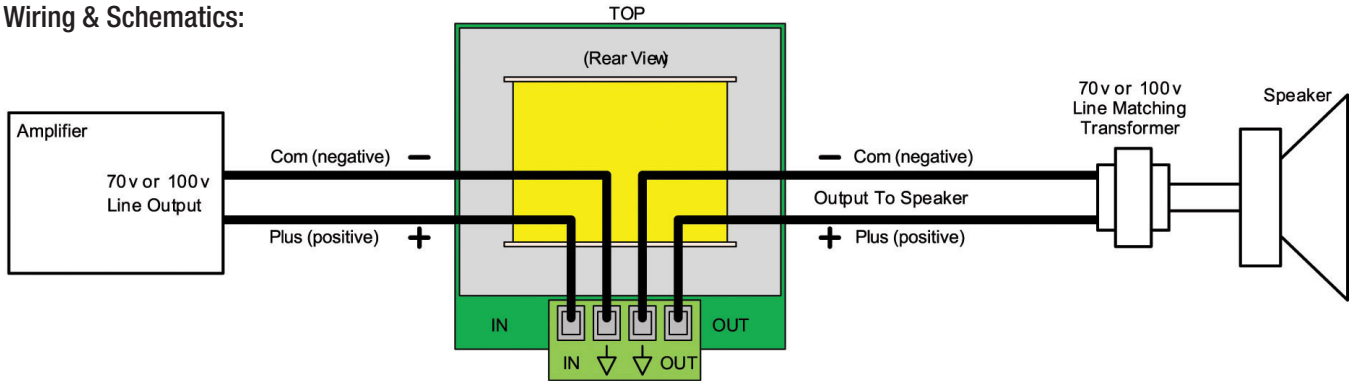 Wiring & Schematics:
TOP
(Rear View)
Amplifier
70v or 100v
Line Output
Com (negative) −
Plus (positive) +
− Com (negative)
Output To Speaker
+ Plus (positive)
70v or 100v
Line Matching
Transformer
Speaker
IN
OUT
IN
OUT